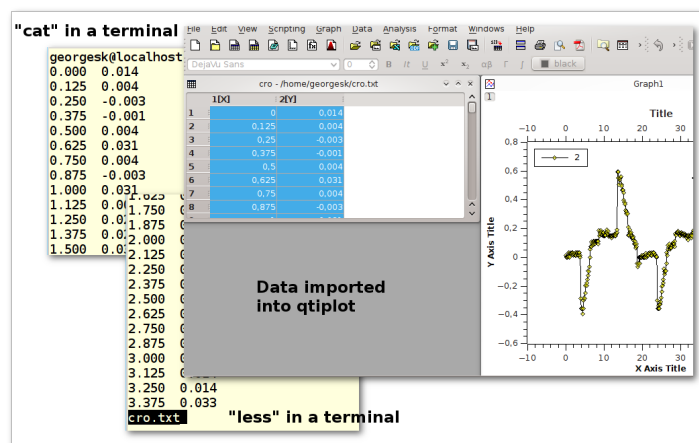 "cat" in a terminal
georgesk@localhost
0.000 0.014
0.125 0.004
0.250 -0.003
0.375 -0.001
0.500 0.004
0.625 0.031
0.750 0.004
0.875 -0.003
1.000 0.031
1.125
1.250
1.375
1.500
1.625
1.750
1.875
2.000
2.125
2.250
2.375
2.500
2.625
2.750
2.875
3.000
3.125
3.250 0.014
3.375 0.033
cro.txt
"less" in a terminal
File Edit View Scripting Graph Data Analysis Format Windows Help
DejaVu Sans 0 B It U x² x₂ αβ Γ ∫ black
cro - /home/georgesk/cro.txt
1[X] 2[Y]
1 0 0,014
2 0,125 0,004
3 0,25 -0,003
4 0,375 -0,001
5 0,5 0,004
6 0,625 0,031
7 0,75 0,004
8 0,875 -0,003
Data imported
into qtiplot
Graph1
1
Title
−10 0 10 20 30
2
0,8
0,6
0,4
0,2
0
−0,2
−0,4
−0,6
Y Axis Title
−10 0 10 20 30
X Axis Title